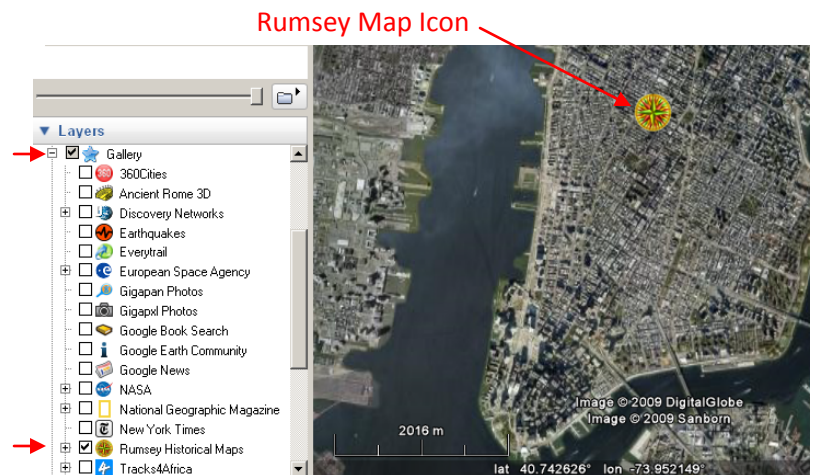 Rumsey Map Icon
Layers
Gallery
360
360Cities
Ancient Rome 3D
Discovery Networks
Earthquakes
Everytrail
European Space Agency
Gigapan Photos
Gigapxl Photos
Google Book Search
Google Earth Community
Google News
NASA
National Geographic Magazine
New York Times
Rumsey Historical Maps
Tracks4Africa
Image © 2009 DigitalGlobe
Image © 2009 Sanborn
2016 m
lat 40.742626° lon -73.952149°